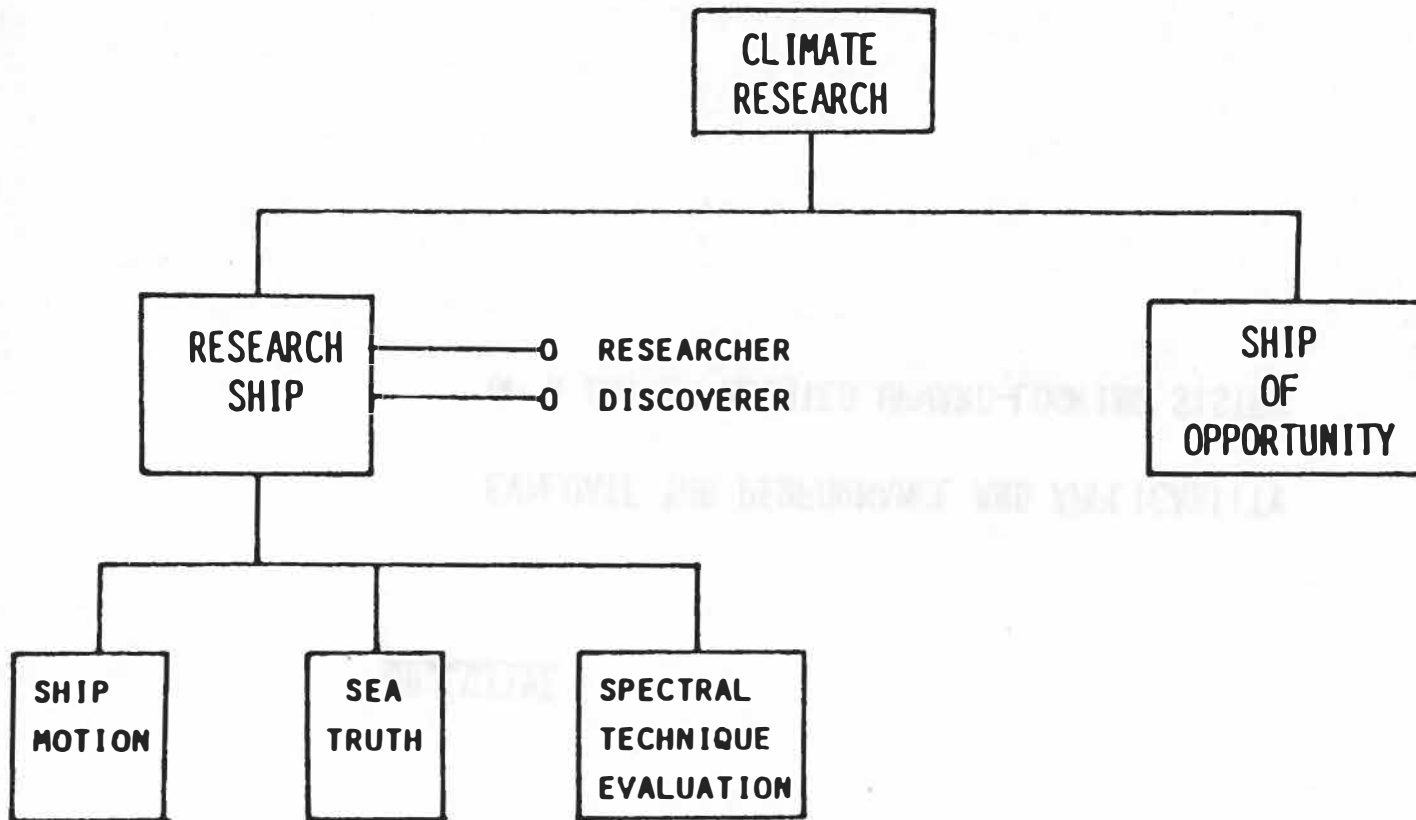 CLIMATE
RESEARCH
RESEARCH
SHIP
O RESEARCHER
O DISCOVERER
SHIP
OF
OPPORTUNITY
SHIP
MOTION
SEA
TRUTH
SPECTRAL
TECHNIQUE
EVALUATION